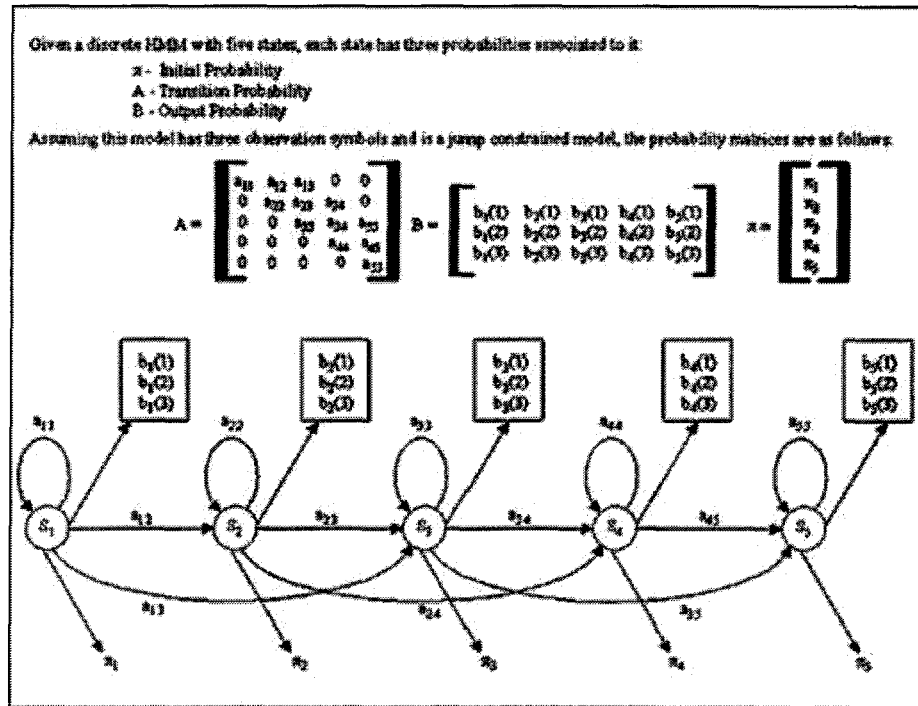 Given a discrete HMM with five states, each state has three probabilities associated to it:
π - Initial Probability
A - Transition Probability
B - Output Probability
Assuming this model has three observation symbols and is a jump constrained model, the probability matrices are as follows:
a₁₁ a₁₂ a₁₃ 0 0
0 a₂₂ a₂₃ a₂₄ 0
A = 0 0 a₃₃ a₃₄ a₃₅
0 0 0 a₄₄ a₄₅
0 0 0 0 a₅₅
b₁(1) b₂(1) b₃(1) b₄(1) b₅(1)
B = b₁(2) b₂(2) b₃(2) b₄(2) b₅(2)
b₁(3) b₂(3) b₃(3) b₄(3) b₅(3)
π₁
π₂
π = π₃
π₄
π₅
b₁(1) b₂(1) b₃(1) b₄(1) b₅(1)
b₁(2) b₂(2) b₃(2) b₄(2) b₅(2)
b₁(3) b₂(3) b₃(3) b₄(3) b₅(3)
a₁₁ a₂₂ a₃₃ a₄₄ a₅₅
S₁ a₁₂ S₂ a₂₃ S₃ a₃₄ S₄ a₄₅ S₅
a₁₃ a₂₄ a₃₅
π₁ π₂ π₃ π₄ π₅